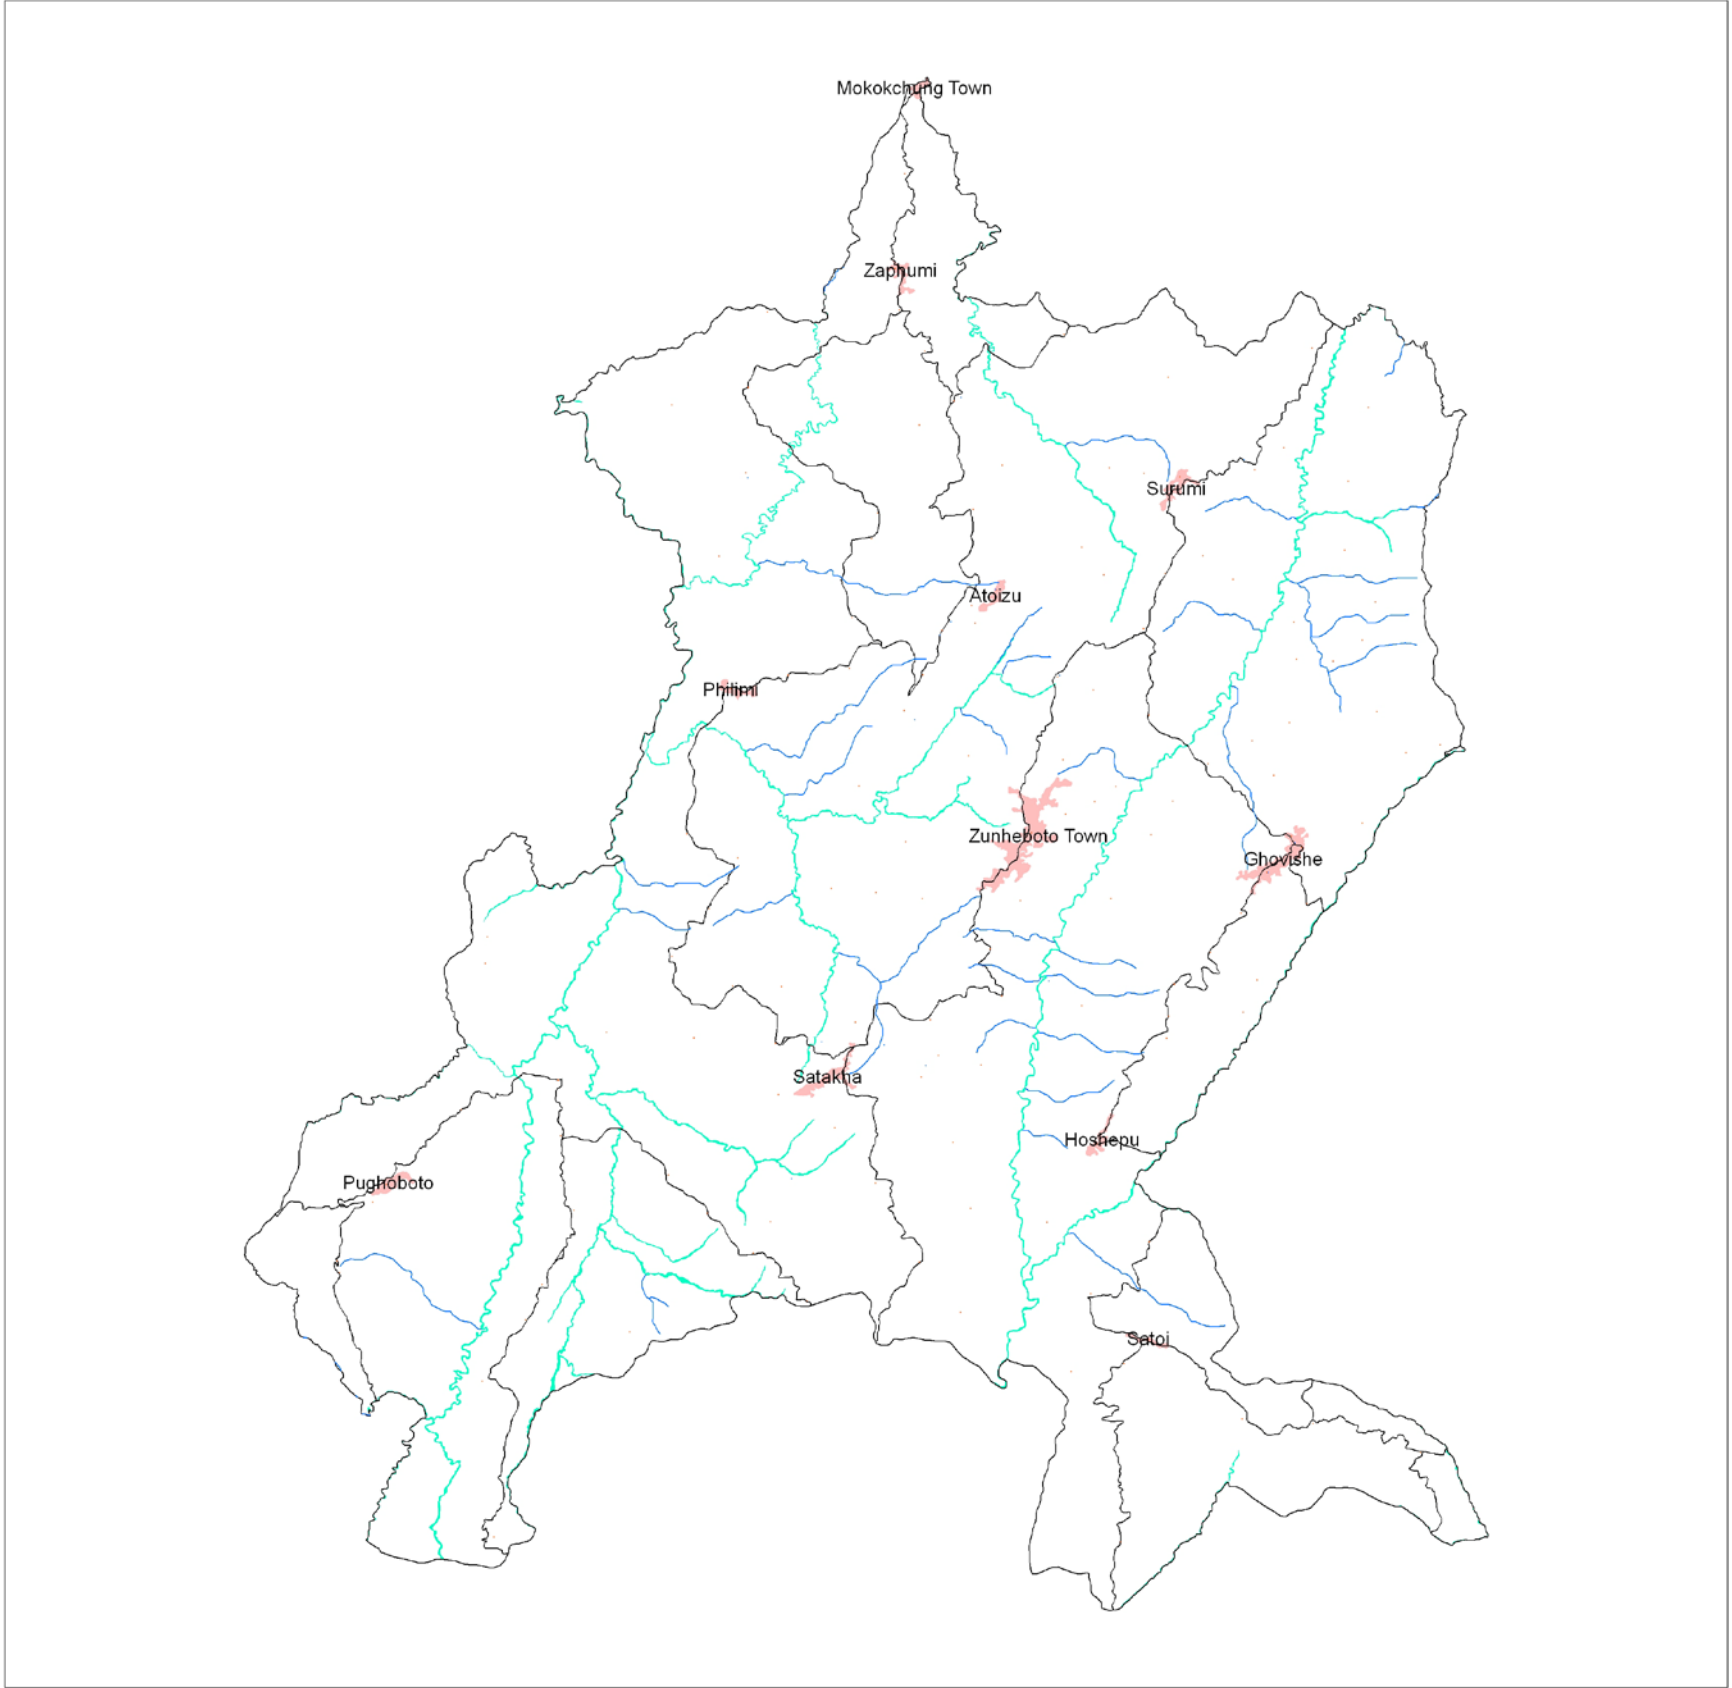 Mokokchung Town
Zaphumi
Surumi
Atoizu
Philimi
Zunheboto Town
Ghovishe
Satakha
Hoshepu
Pughoboto
Satoi